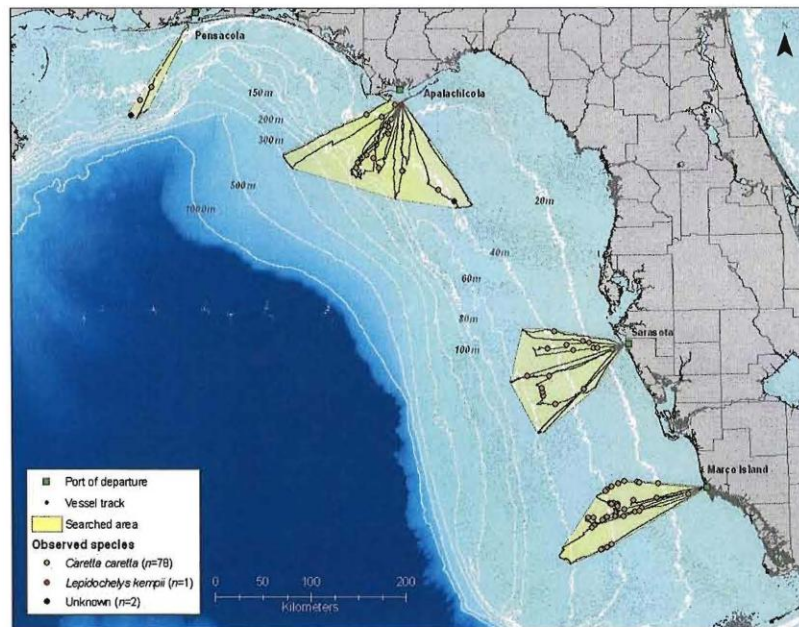 N
Pensacola
Apalachicola
150 m
200 m
300 m
500 m
1000 m
20 m
40 m
60 m
80 m
100 m
Sarasota
Marco Island
Port of departure
Vessel track
Searched area
Observed species
Caretta caretta (n=78)
Lepidochelys kempii (n=1)
Unknown (n=2)
0 50 100 200
Kilometers